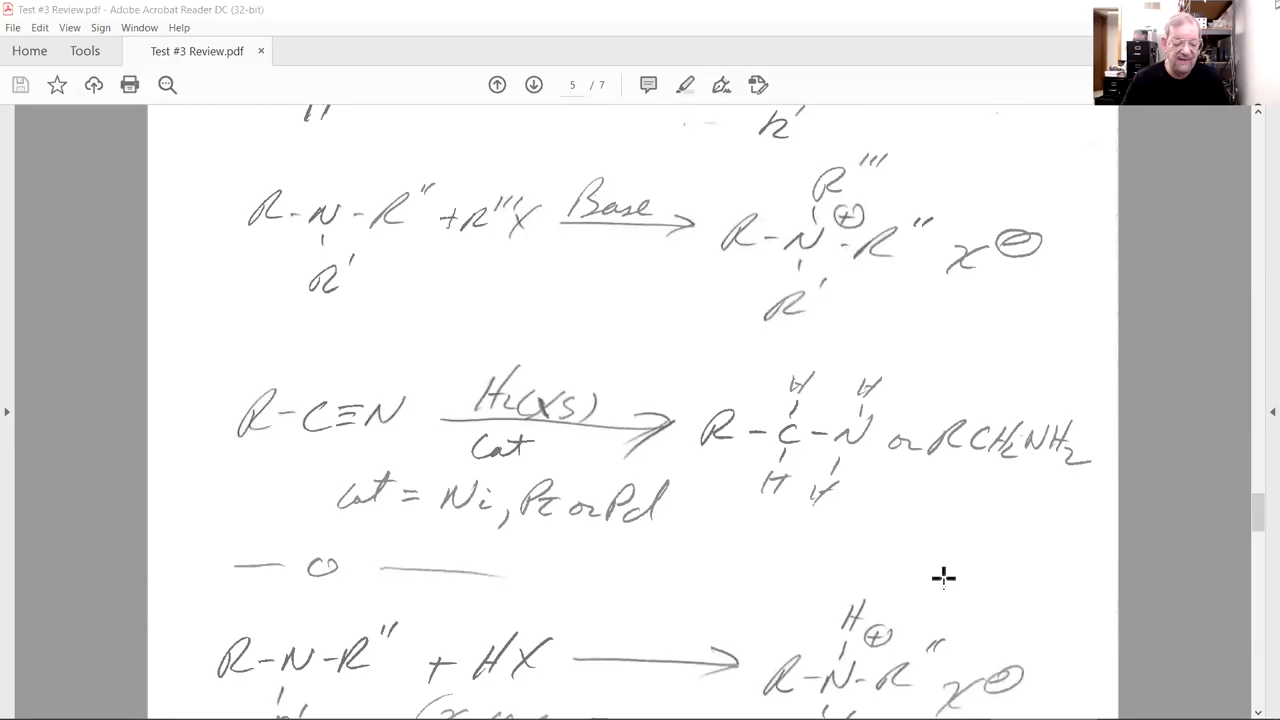 Test #3 Review.pdf - Adobe Acrobat Reader DC (32-bit)
File Edit View Sign Window Help
Home Tools Test #3 Review.pdf ×
5 / 7
R'
R-N-R'' + R'''X Base → R-N-R'' X⊖
R'''
⊕
R'
R'
R-C≡N H2(XS) → R-C-N or RCH2NH2
H H
Cat
H H
Cat = Ni, Pt or Pd
— O —
H
⊕
R-N-R'' + HX → R-N-R'' X⊖